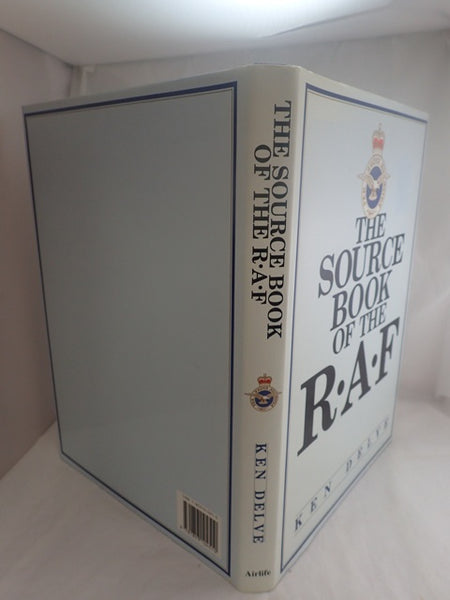 THE SOURCE BOOK
OF THE R·A·F
KEN DELVE
Airlife
THE
SOURCE
BOOK
OF THE
R·A·F
KEN DELVE